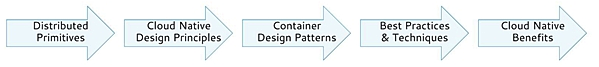 Distributed
Primitives
Cloud Native
Design Principles
Container
Design Patterns
Best Practices
& Techniques
Cloud Native
Benefits